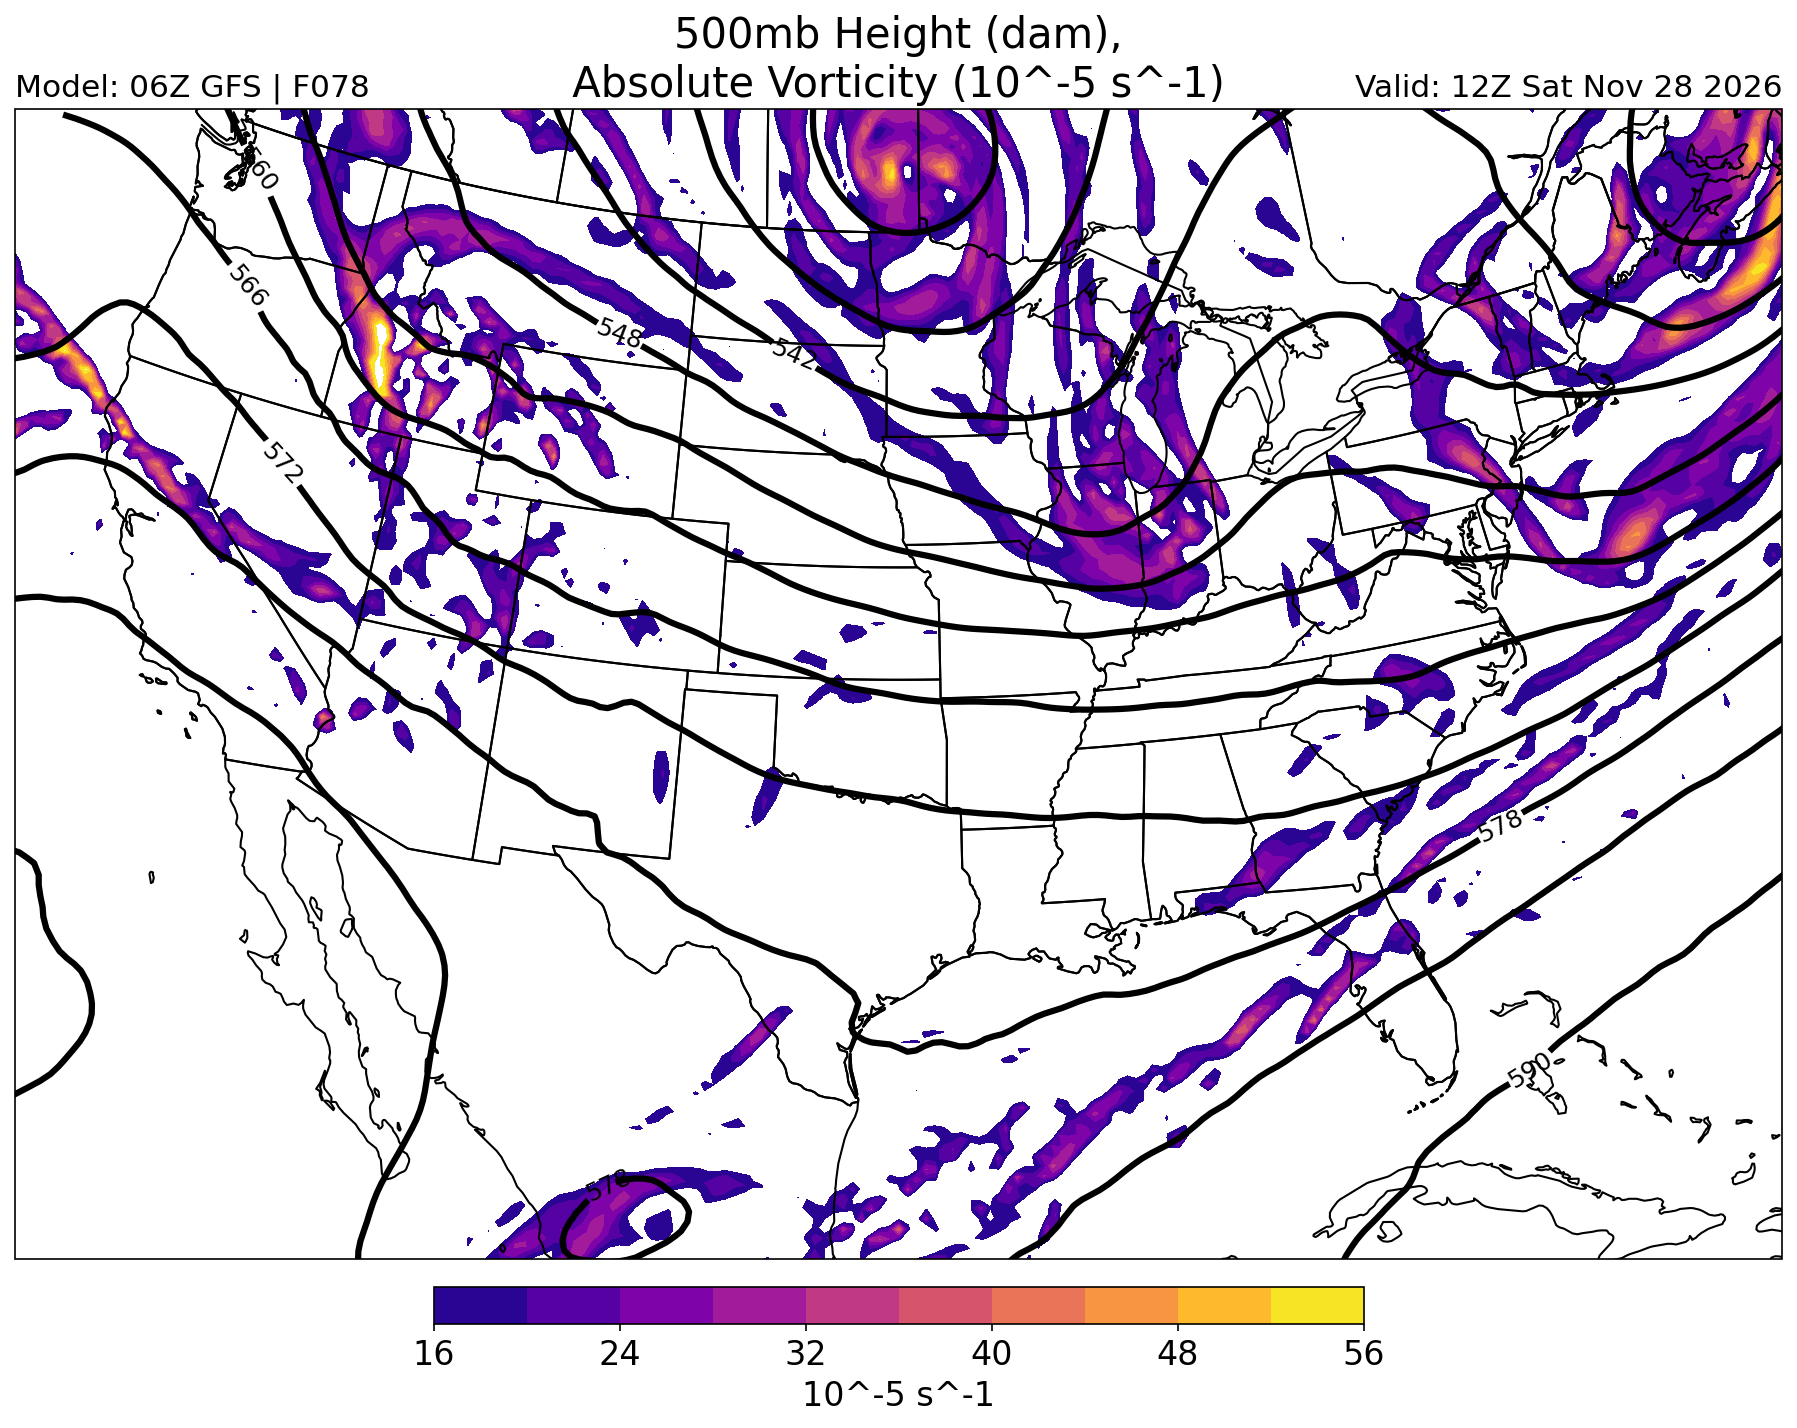 500mb Height (dam),
Model: 06Z GFS | F078
Absolute Vorticity (10^-5 s^-1)
Valid: 12Z Sat Nov 28 2026
560
566
572
548
542
578
590
578
16 24 32 40 48 56
10^-5 s^-1